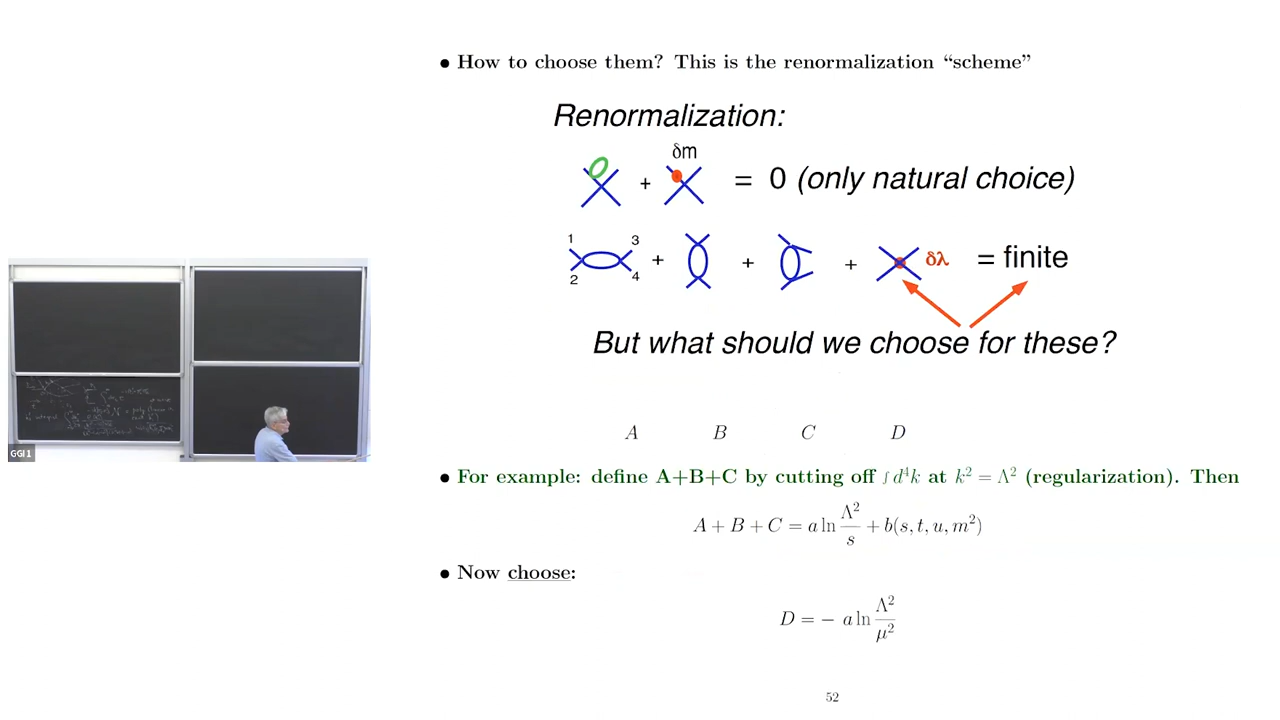 • How to choose them? This is the renormalization “scheme”
Renormalization:
δm
+ = 0 (only natural choice)
1 3
+ + + δλ = finite
2 4
But what should we choose for these?
A B C D
• For example: define A+B+C by cutting off ∫ d⁴k at k² = Λ² (regularization). Then
A + B + C = a ln Λ²/s + b(s, t, u, m²)
• Now choose:
D = − a ln Λ²/μ²
52
GGI 1